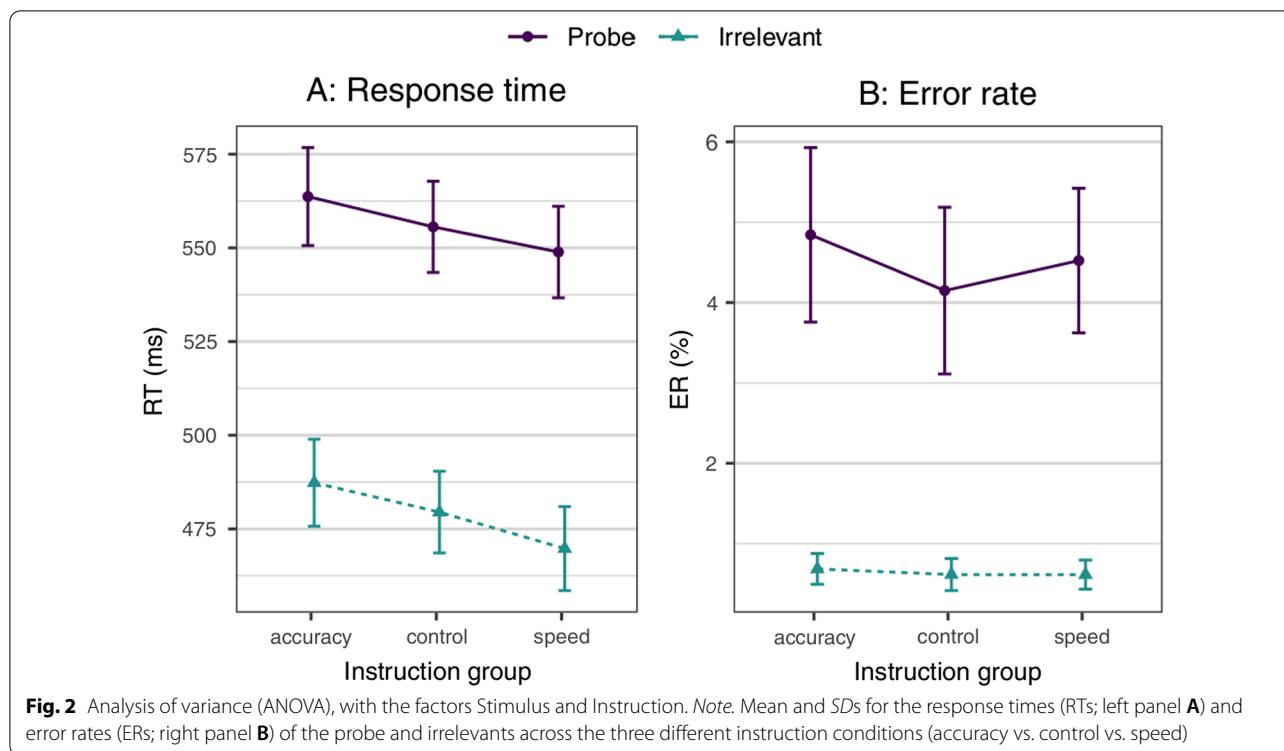 Probe Irrelevant
A: Response time
B: Error rate
RT (ms)
575
550
525
500
475
accuracy control speed
Instruction group
ER (%)
6
4
2
accuracy control speed
Instruction group
Fig. 2 Analysis of variance (ANOVA), with the factors Stimulus and Instruction. Note. Mean and SDs for the response times (RTs; left panel A) and
error rates (ERs; right panel B) of the probe and irrelevants across the three different instruction conditions (accuracy vs. control vs. speed)